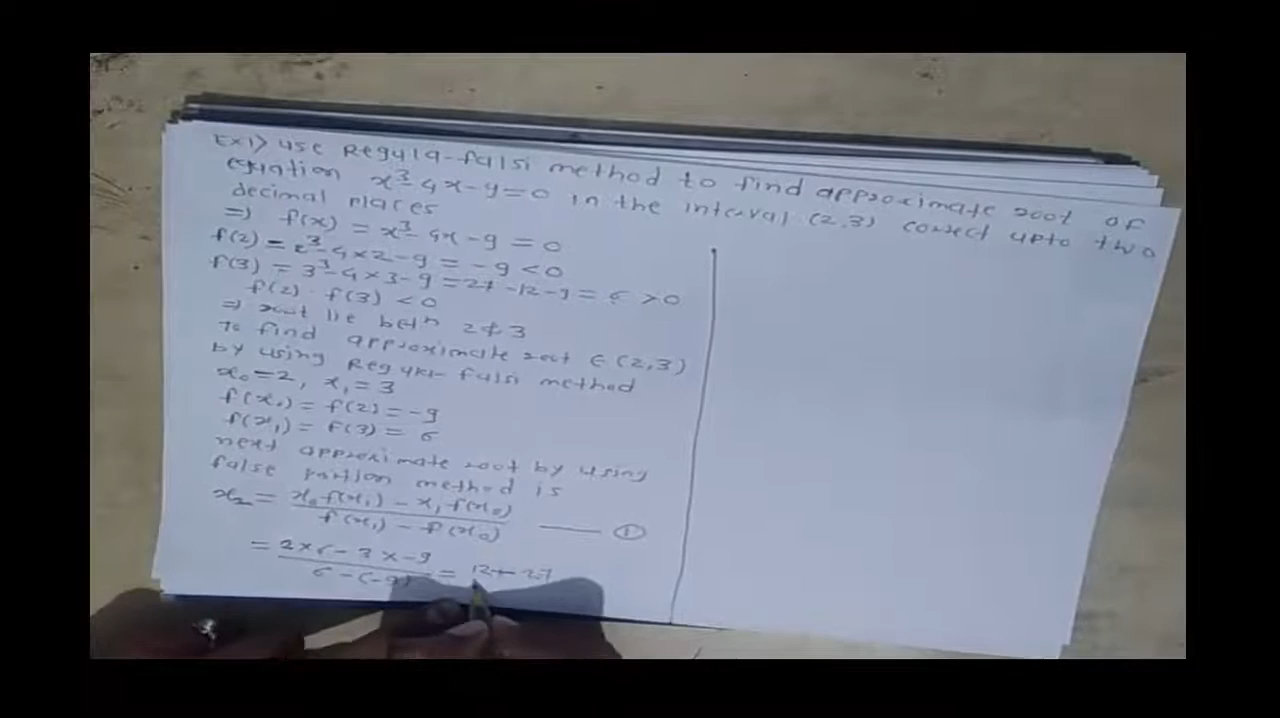 Ex1> Use Regula-falsi method to find approximate root of
equation x³-4x-9=0 in the interval (2,3) correct upto two
decimal places
⇒ f(x) = x³-4x-9 = 0
f(2) = 2³-4×2-9 = -9 < 0
f(3) = 3³-4×3-9 = 27-12-9 = 6 > 0
f(2)·f(3) < 0
⇒ root lie betn 2 & 3
To find approximate root ∈ (2,3)
by using Regula falsi method
x₀=2, x₁=3
f(x₀) = f(2) = -9
f(x₁) = f(3) = 6
next approximate root by using
false method is
x₂ = x₀f(x₁) - x₁f(x₀) / f(x₁) - f(x₀) —— ①
= 2×6-3×-9 / 6-(-9) = 12+27